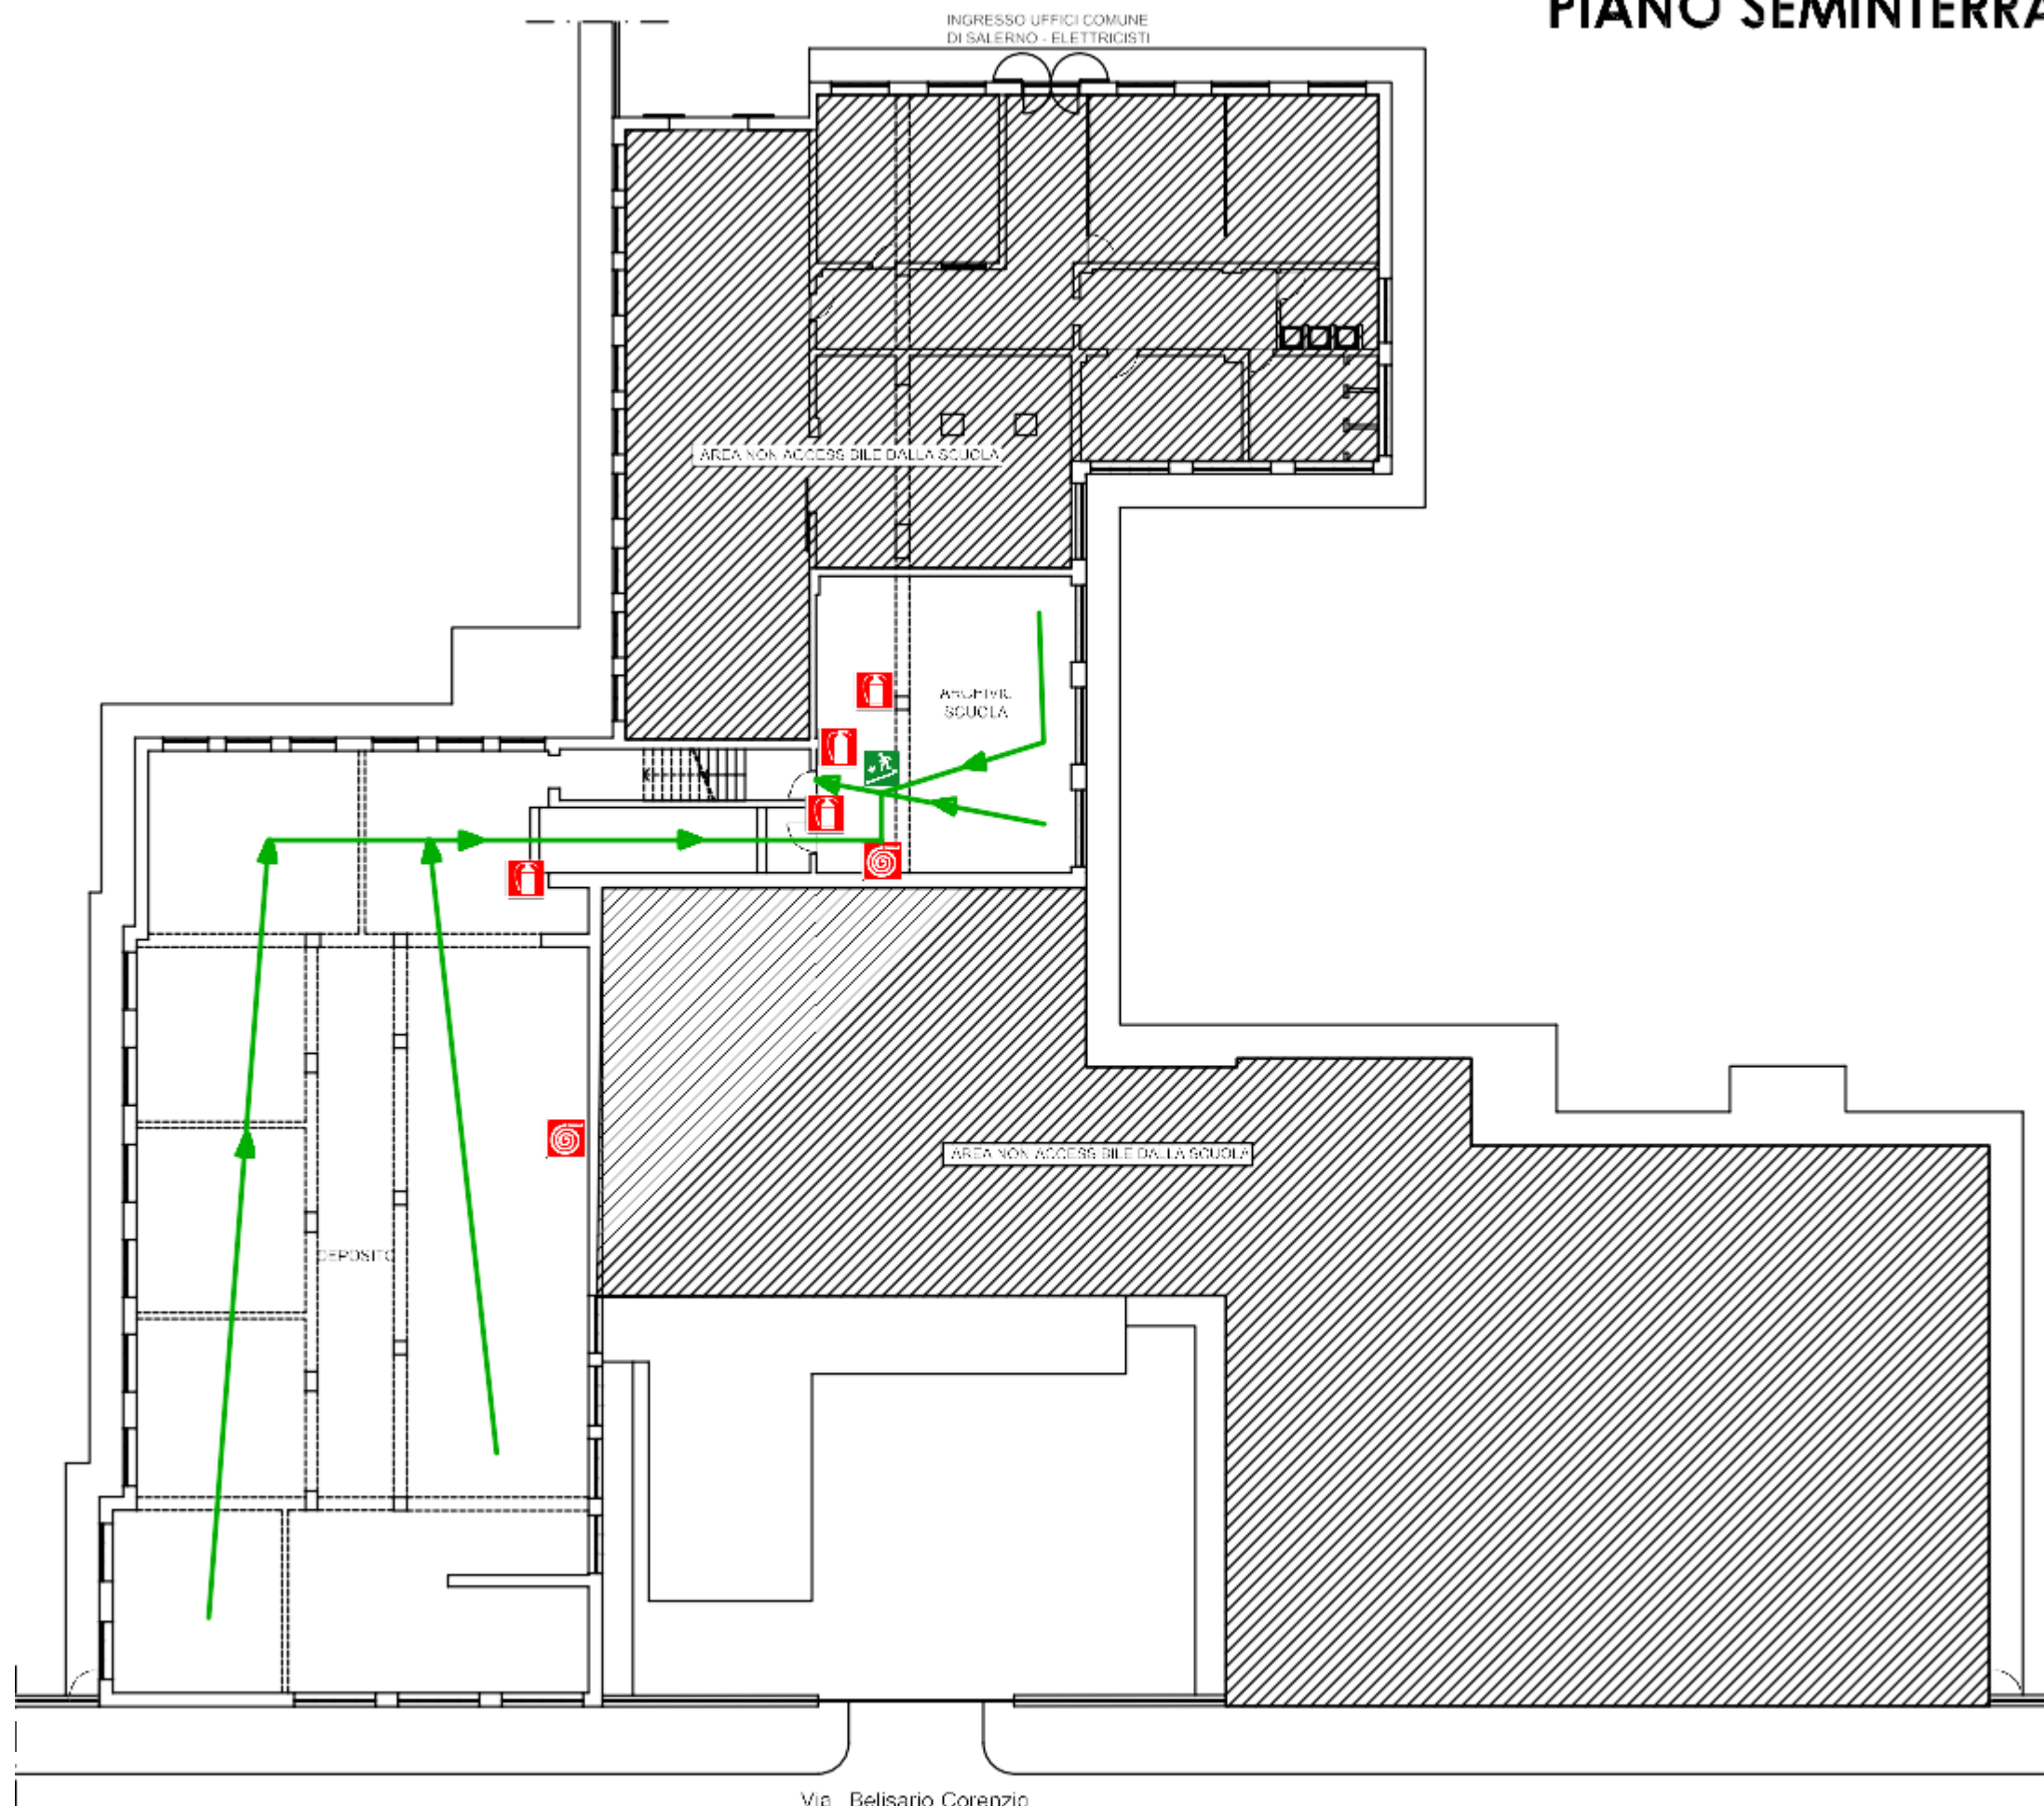 PIANO SEMINTERRA
INGRESSO UFFICI COMUNE
DI SALERNO - ELETTRICISTI
AREA NON ACCESSIBILE DALLA SCUOLA
ARCHIVIO
SCUOLA
AREA NON ACCESSIBILE DALLA SCUOLA
DEPOSITO
Via Belisario Corenzio